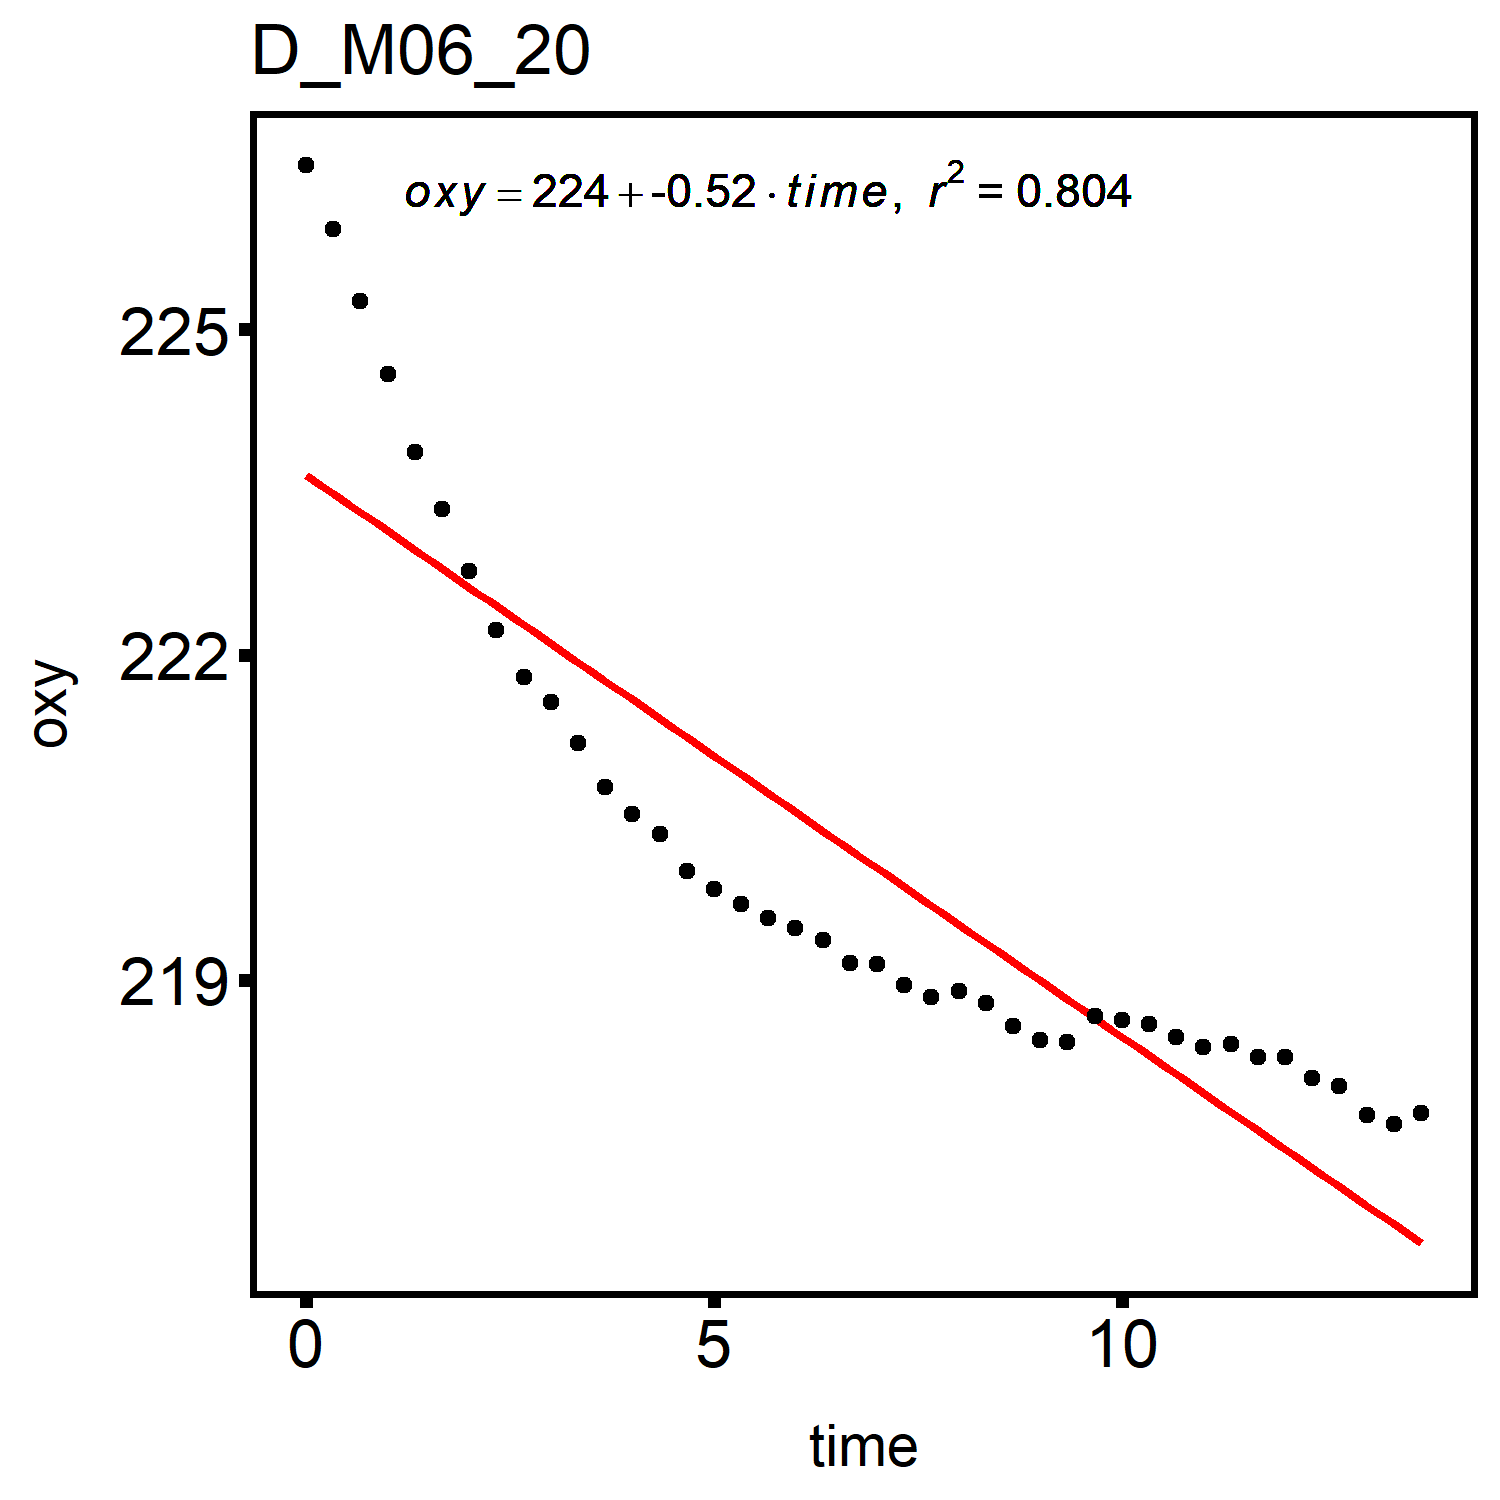 D_M06_20
oxy = 224 + -0.52 · time, r² = 0.804
225
222
219
oxy
0 5 10
time